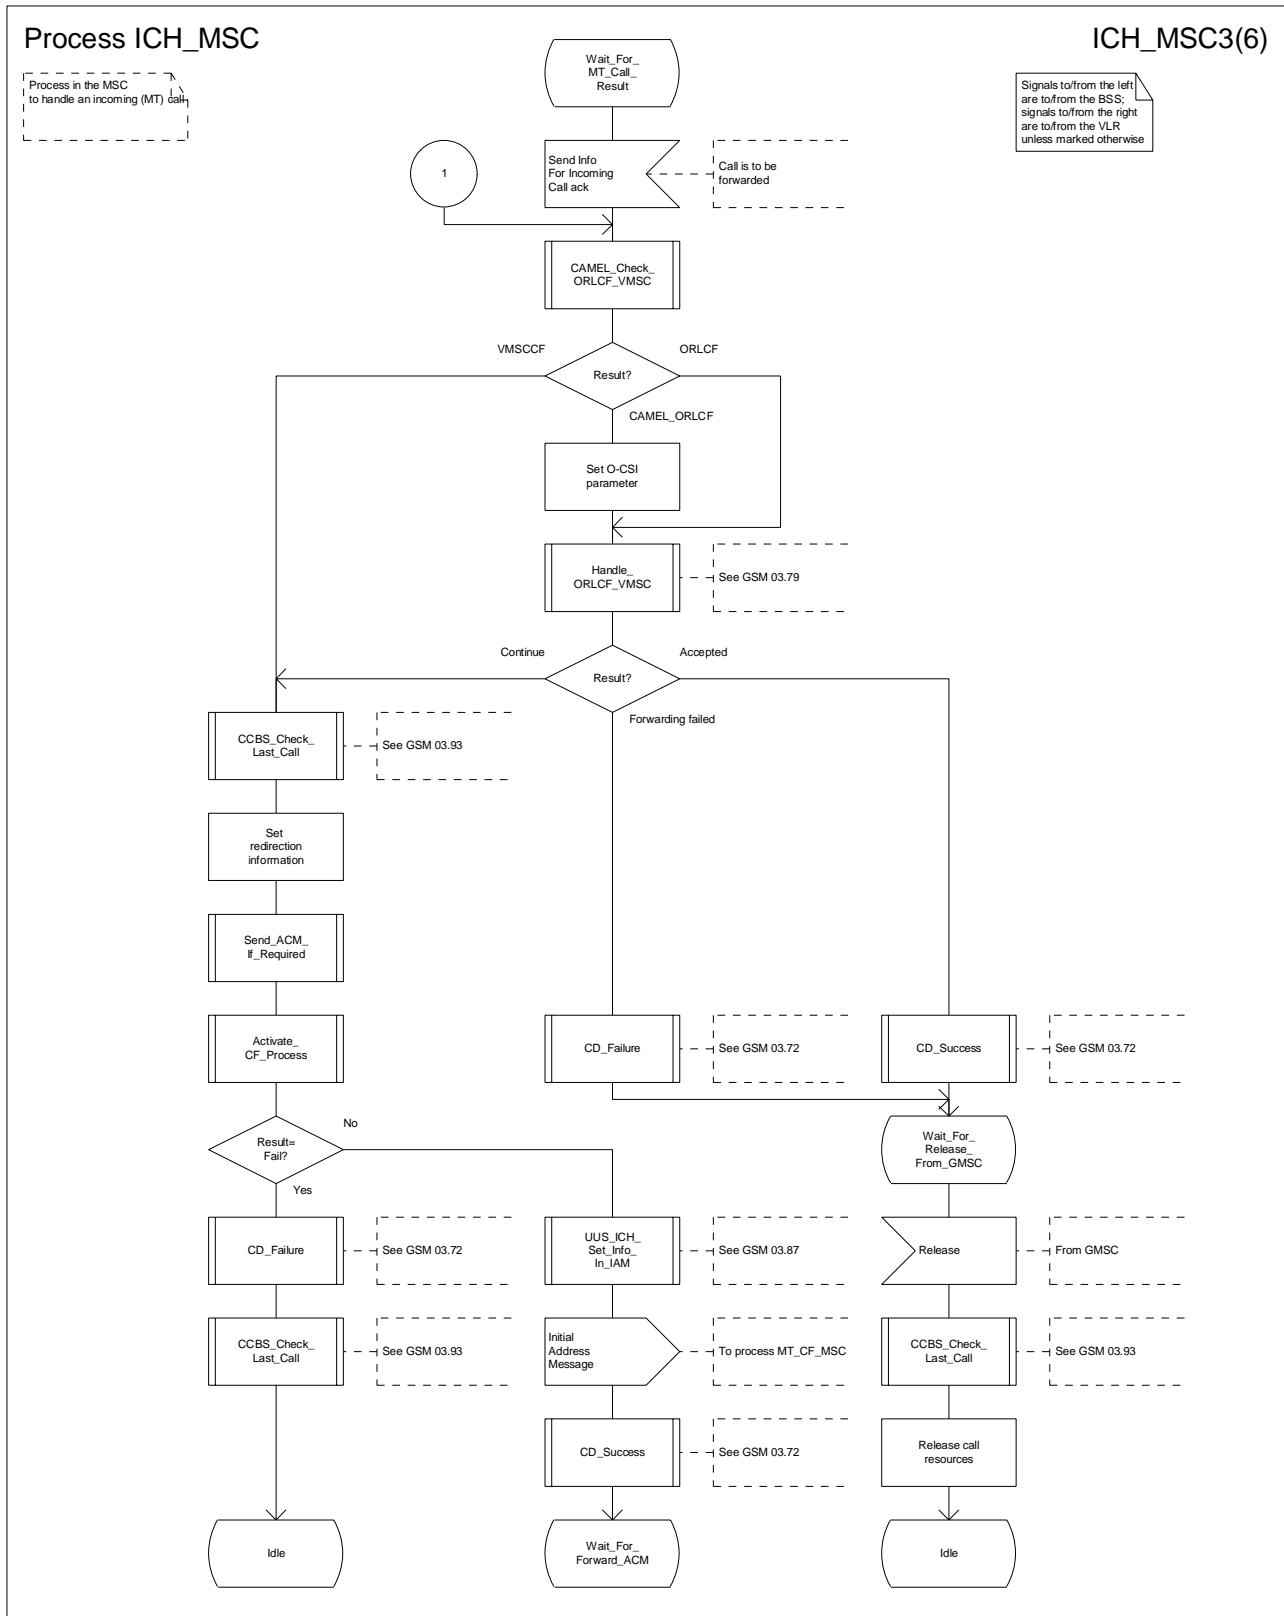 Process ICH_MSC
ICH_MSC3(6)
Process in the MSC
to handle an incoming (MT) call
Signals to/from the left
are to/from the BSS;
signals to/from the right
are to/from the VLR
unless marked otherwise
Wait_For_
MT_Call_
Result
1
Send Info
For Incoming
Call ack
Call is to be
forwarded
CAMEL_Check_
ORLCF_VMSC
VMSCCF
ORLCF
Result?
CAMEL_ORLCF
Set O-CSI
parameter
Handle_
ORLCF_VMSC
See GSM 03.79
Continue
Accepted
Result?
Forwarding failed
CCBS_Check_
Last_Call
See GSM 03.93
Set
redirection
information
Send_ACM_
If_Required
Activate_
CF_Process
CD_Failure
See GSM 03.72
CD_Success
See GSM 03.72
No
Result=
Fail?
Yes
Wait_For_
Release_
From_GMSC
CD_Failure
See GSM 03.72
UUS_ICH_
Set_Info_
In_IAM
See GSM 03.87
Release
From GMSC
CCBS_Check_
Last_Call
See GSM 03.93
Initial
Address
Message
To process MT_CF_MSC
CCBS_Check_
Last_Call
See GSM 03.93
CD_Success
See GSM 03.72
Release call
resources
Idle
Wait_For_
Forward_ACM
Idle